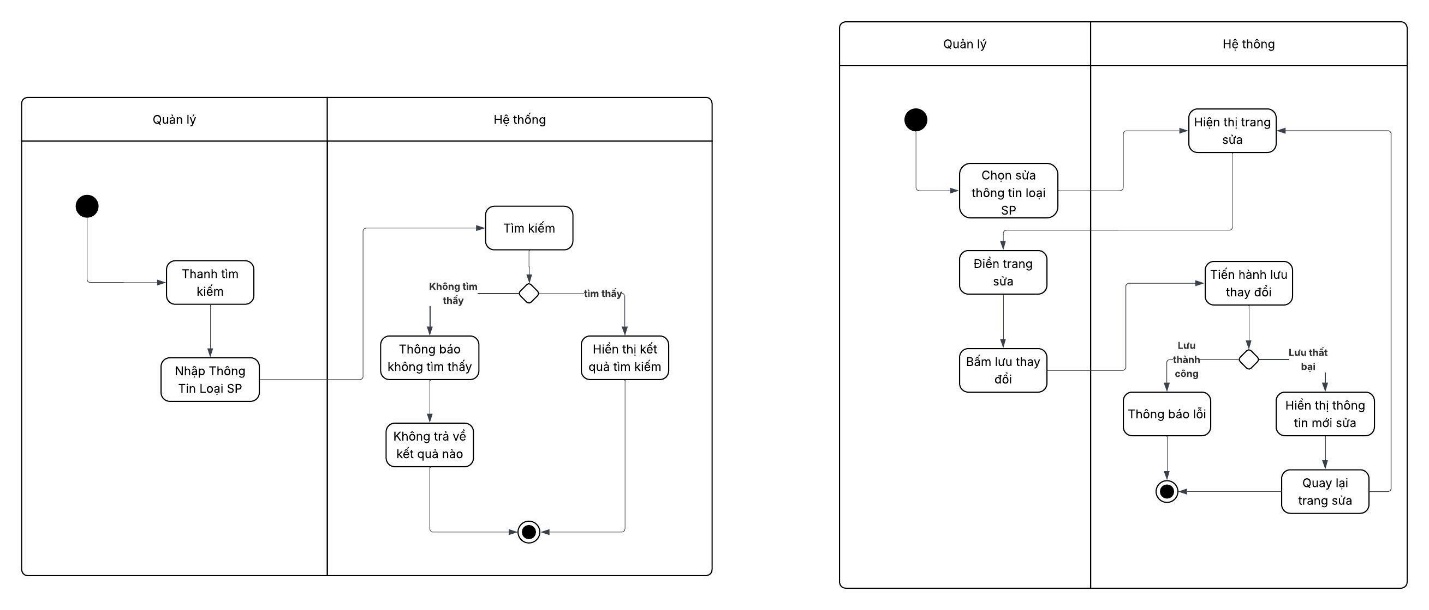 Quản lý
Hệ thống
Thanh tìm
kiếm
Nhập Thông
Tin Loại SP
Tìm kiếm
Không tìm
thấy
tìm thấy
Thông báo
không tìm thấy
Hiển thị kết
quả tìm kiếm
Không trả về
kết quả nào
Quản lý
Hệ thông
Chọn sửa
thông tin loại
SP
Hiện thị trang
sửa
Điền trang
sửa
Bấm lưu thay
đổi
Tiến hành lưu
thay đổi
Lưu
thành
công
Lưu thất
bại
Thông báo lỗi
Hiển thị thông
tin mới sửa
Quay lại
trang sửa